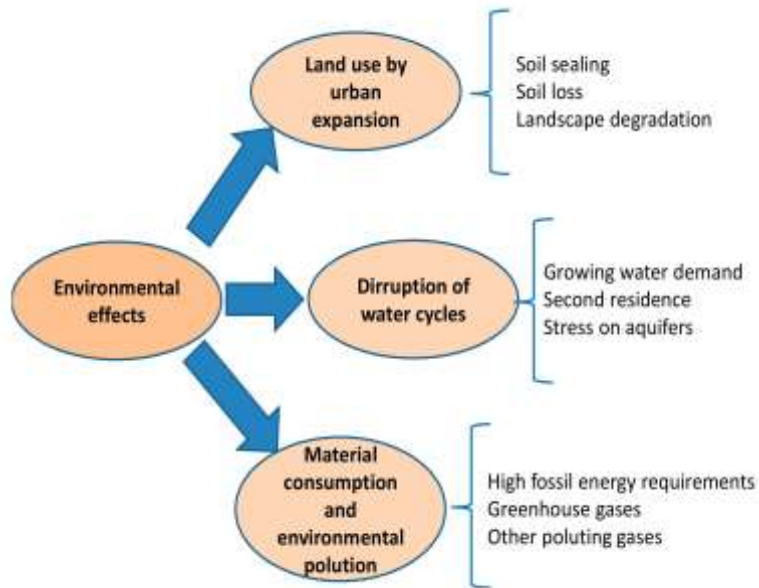 Land use by
urban
expansion
Soil sealing
Soil loss
Landscape degradation
Environmental
effects
Dirruption of
water cycles
Growing water demand
Second residence
Stress on aquifers
Material
consumption
and
environmental
polution
High fossil energy requirements
Greenhouse gases
Other poluting gases